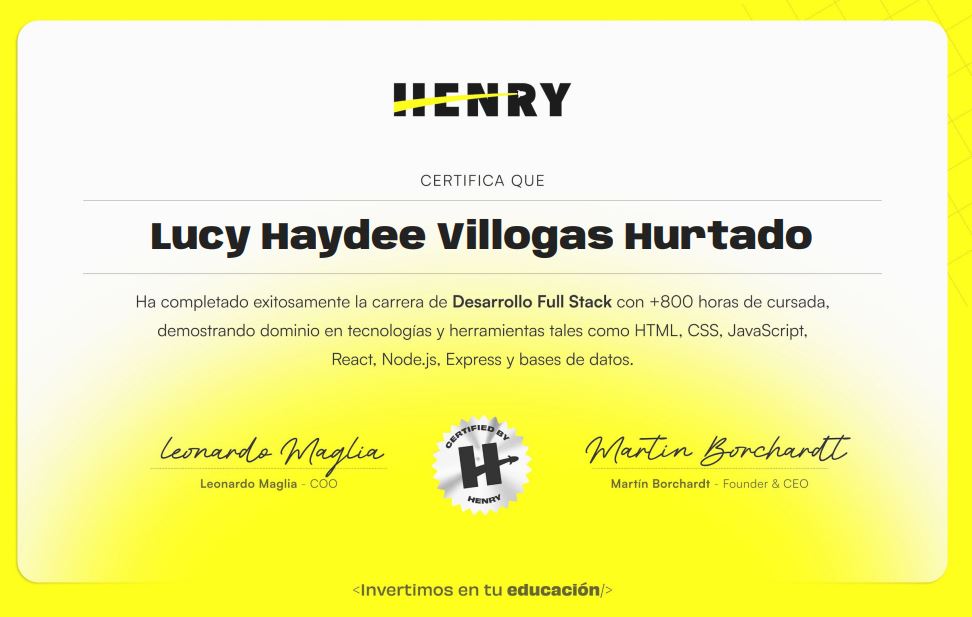 HENRY
CERTIFICA QUE
Lucy Haydee Villogas Hurtado
Ha completado exitosamente la carrera de Desarrollo Full Stack con +800 horas de cursada,
demostrando dominio en tecnologías y herramientas tales como HTML, CSS, JavaScript,
React, Node.js, Express y bases de datos.
Leonardo Maglia
Leonardo Maglia - COO
CERTIFIED BY
H
HENRY
Martin Borchardt
Martín Borchardt - Founder & CEO
<Invertimos en tu educación/>